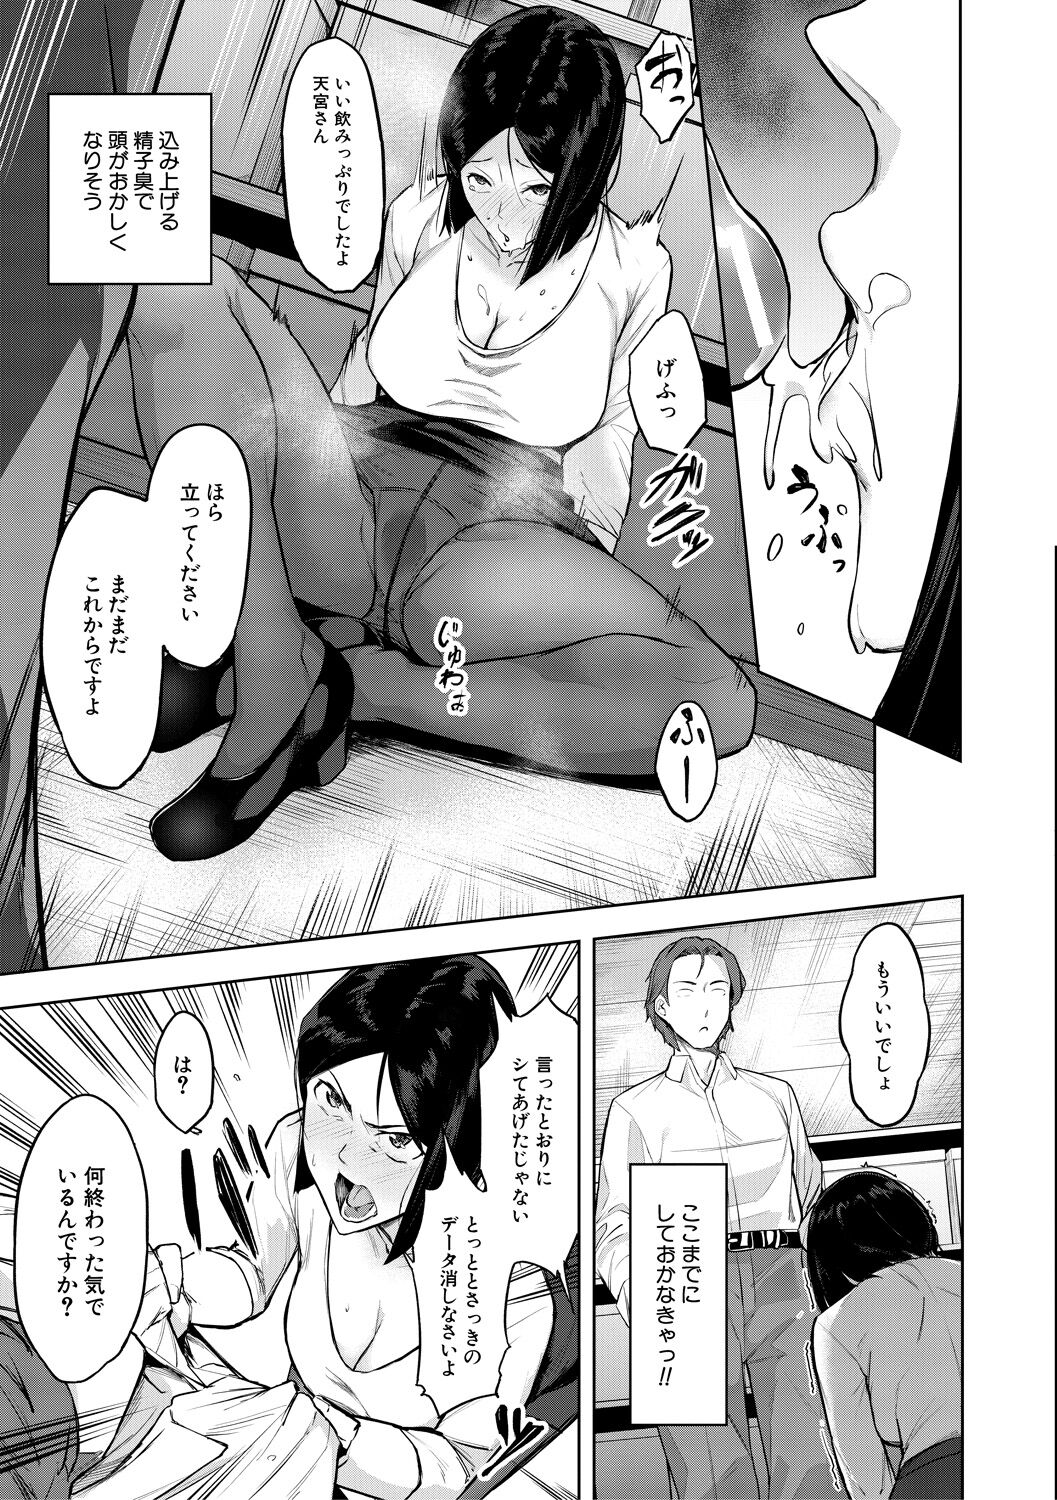 うぷっ
おっ
げふっ
ガクッ
いい飲みっぷりでしたよ
天宮さん
込み上げる
精子臭で
頭がおかしく
なりそう
ふー
じゅわぁ
ほら
立ってください
まだまだ
これからですよ
もういいでしょ
ここまでに
しておかなきゃっ!!
言ったとおりに
シてあげたじゃない
とっととさっきの
データ消しなさいよ
は?
何終わった気で
いるんですか?